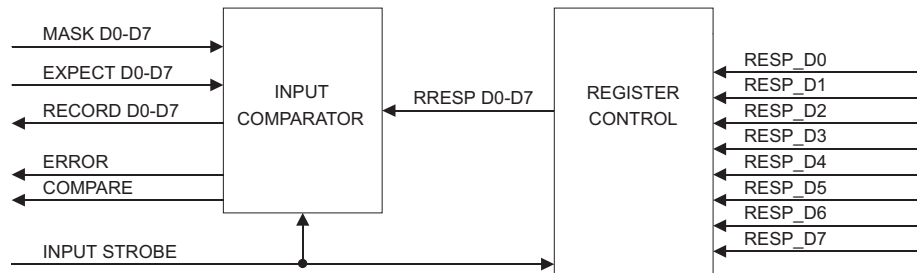 MASK D0-D7
EXPECT D0-D7
RECORD D0-D7
ERROR
COMPARE
INPUT STROBE
INPUT
COMPARATOR
RRESP D0-D7
REGISTER
CONTROL
RESP_D0
RESP_D1
RESP_D2
RESP_D3
RESP_D4
RESP_D5
RESP_D6
RESP_D7